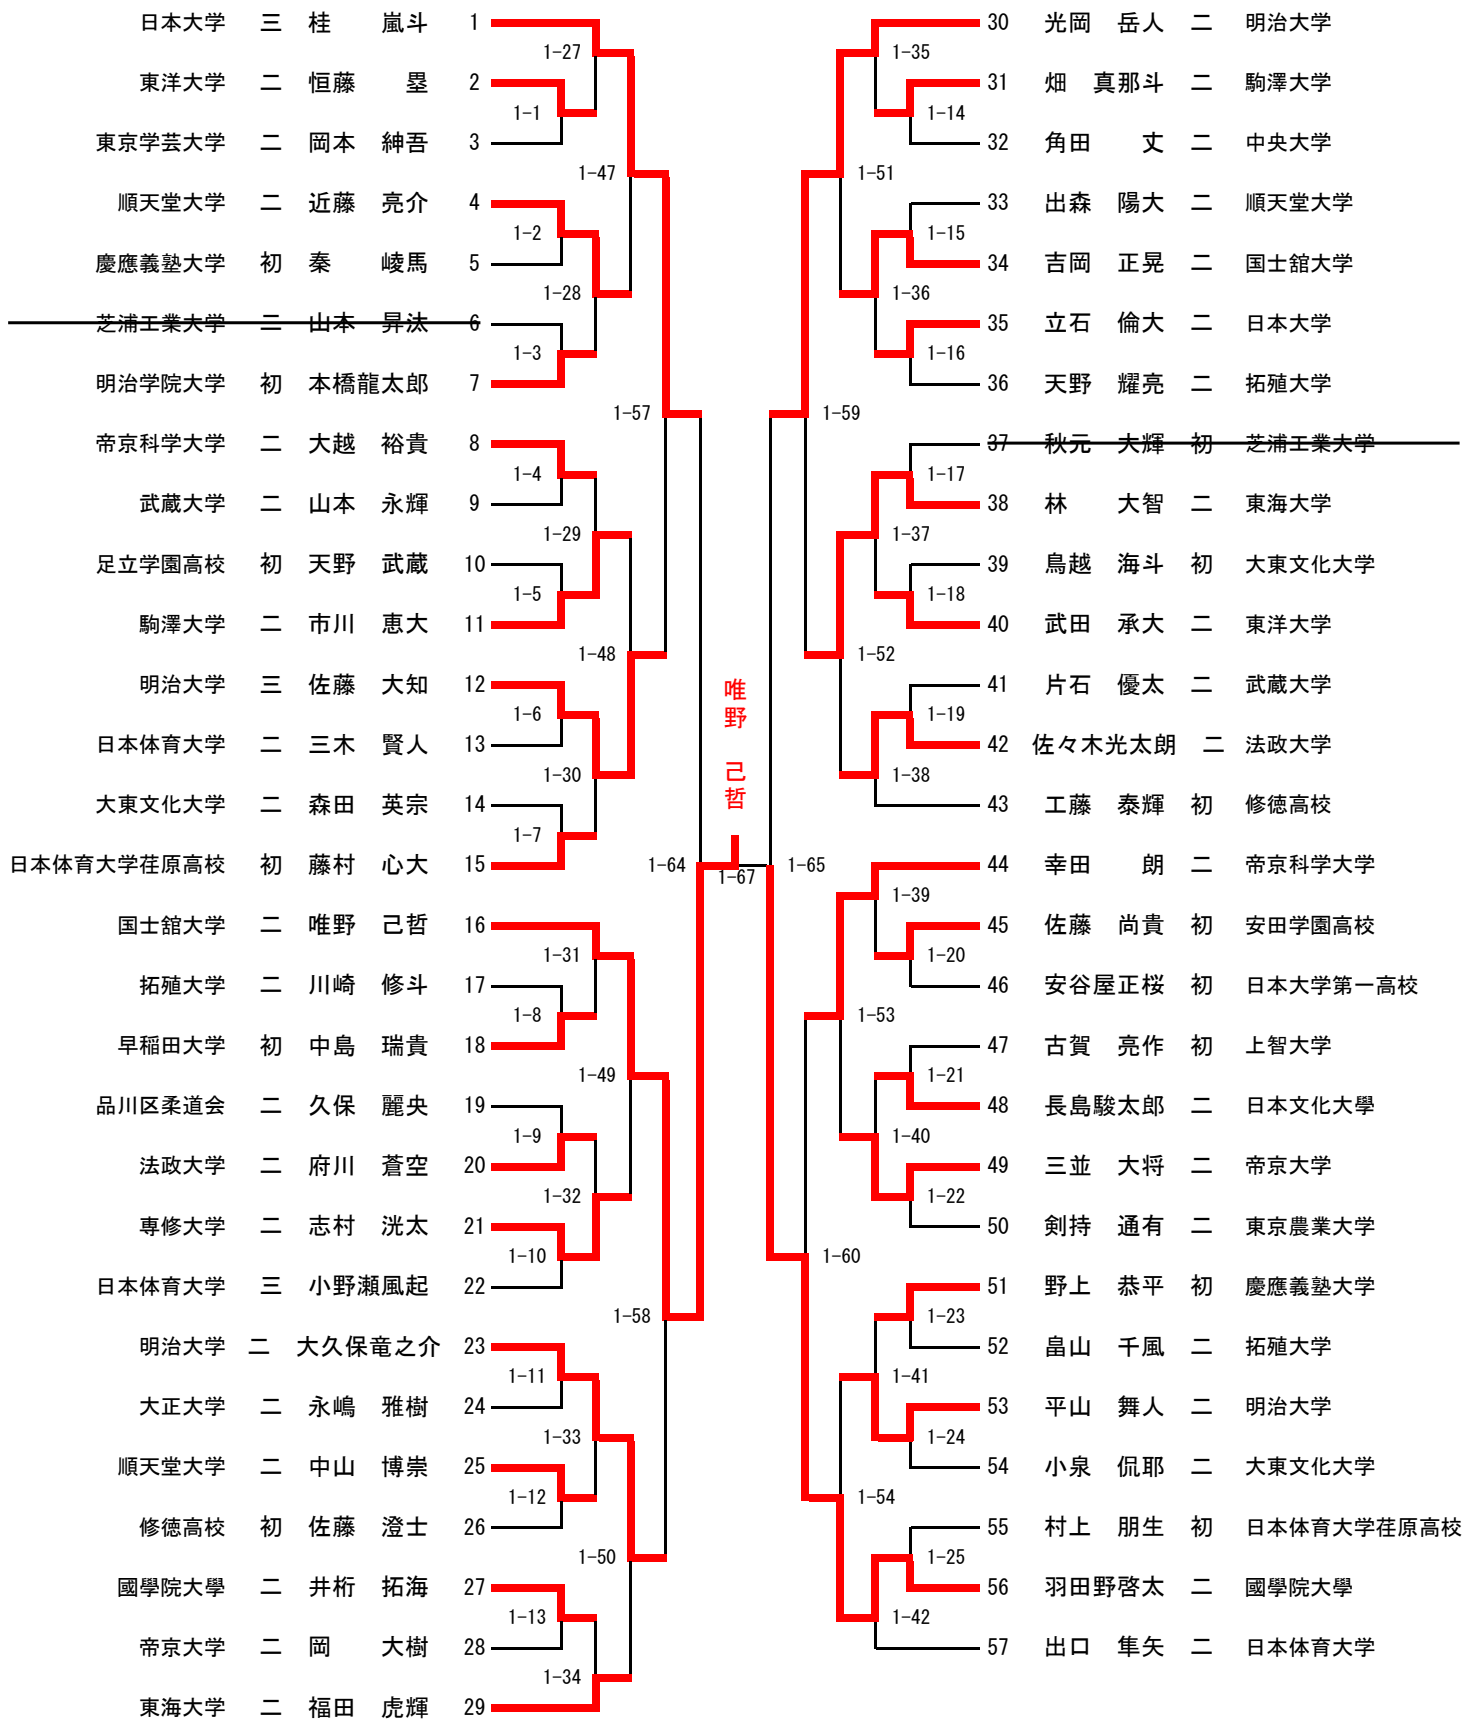 日本大学 三 桂 嵐斗 1
1-27
東洋大学 二 恒藤 塁 2
1-1
東京学芸大学 二 岡本 紳吾 3
1-47
順天堂大学 二 近藤 亮介 4
1-2
慶應義塾大学 初 秦 崚馬 5
1-28
芝浦工業大学 二 山本 昇汰 6
1-3
明治学院大学 初 本橋龍太郎 7
1-57
帝京科学大学 二 大越 裕貴 8
1-4
武蔵大学 二 山本 永輝 9
1-29
足立学園高校 初 天野 武蔵 10
1-5
駒澤大学 二 市川 恵大 11
1-48
明治大学 三 佐藤 大知 12
1-6
日本体育大学 二 三木 賢人 13
1-30
大東文化大学 二 森田 英宗 14
1-7
日本体育大学荏原高校 初 藤村 心大 15
1-64
国士舘大学 二 唯野 己哲 16
1-31
拓殖大学 二 川崎 修斗 17
1-8
早稲田大学 初 中島 瑞貴 18
1-49
品川区柔道会 二 久保 麗央 19
1-9
法政大学 二 府川 蒼空 20
1-32
専修大学 二 志村 洸太 21
1-10
日本体育大学 三 小野瀬風起 22
1-58
明治大学 二 大久保竜之介 23
1-11
大正大学 二 永嶋 雅樹 24
1-33
順天堂大学 二 中山 博崇 25
1-12
修徳高校 初 佐藤 澄士 26
1-50
國學院大學 二 井桁 拓海 27
1-13
帝京大学 二 岡 大樹 28
1-34
東海大学 二 福田 虎輝 29
唯野 己哲
1-67
30 光岡 岳人 二 明治大学
1-35
31 畑 真那斗 二 駒澤大学
1-14
32 角田 丈 二 中央大学
1-51
33 出森 陽大 二 順天堂大学
1-15
34 吉岡 正晃 二 国士舘大学
1-36
35 立石 倫大 二 日本大学
1-16
36 天野 耀亮 二 拓殖大学
1-59
37 秋元 大輝 初 芝浦工業大学
1-17
38 林 大智 二 東海大学
1-37
39 鳥越 海斗 初 大東文化大学
1-18
40 武田 承大 二 東洋大学
1-52
41 片石 優太 二 武蔵大学
1-19
42 佐々木光太朗 二 法政大学
1-38
43 工藤 泰輝 初 修徳高校
1-65
44 幸田 朗 二 帝京科学大学
1-39
45 佐藤 尚貴 初 安田学園高校
1-20
46 安谷屋正桜 初 日本大学第一高校
1-53
47 古賀 亮作 初 上智大学
1-21
48 長島駿太郎 二 日本文化大學
1-40
49 三並 大将 二 帝京大学
1-22
50 剣持 通有 二 東京農業大学
1-60
51 野上 恭平 初 慶應義塾大学
1-23
52 畠山 千風 二 拓殖大学
1-41
53 平山 舞人 二 明治大学
1-24
54 小泉 侃耶 二 大東文化大学
1-54
55 村上 朋生 初 日本体育大学荏原高校
1-25
56 羽田野啓太 二 國學院大學
1-42
57 出口 隼矢 二 日本体育大学